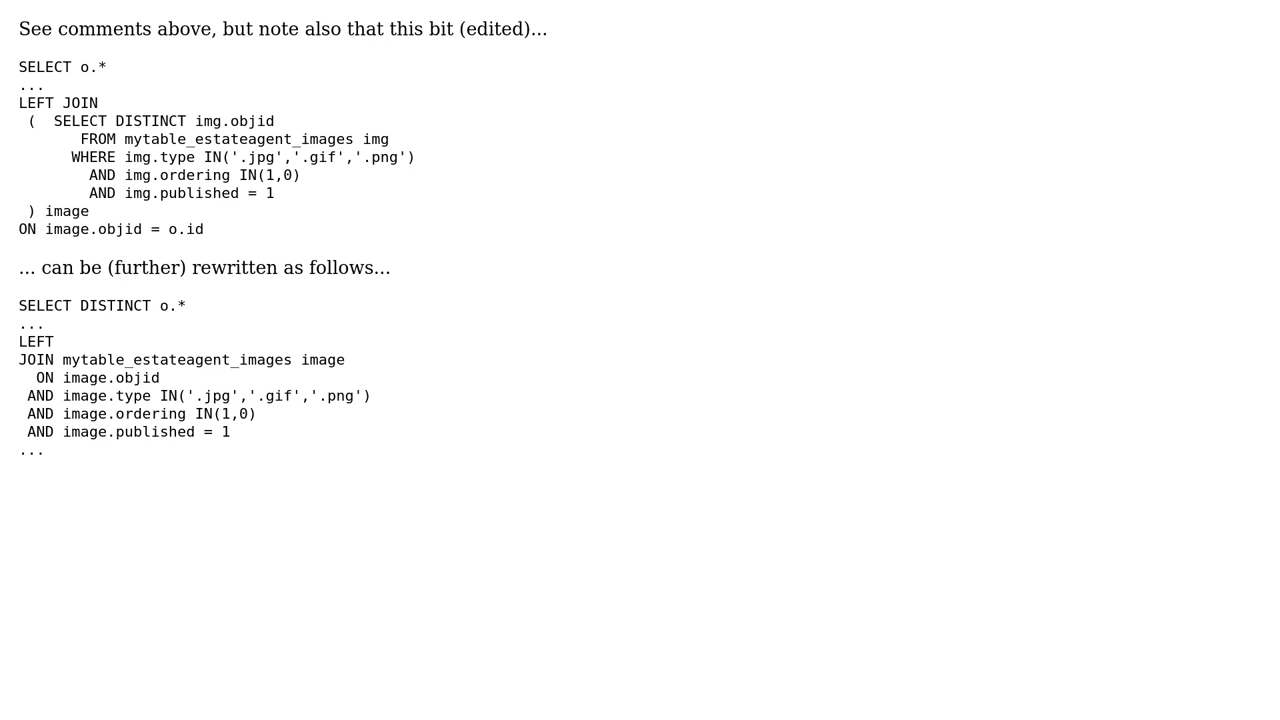 See comments above, but note also that this bit (edited)...
SELECT o.*
...
LEFT JOIN
 (  SELECT DISTINCT img.objid
       FROM mytable_estateagent_images img
      WHERE img.type IN('.jpg','.gif','.png')
        AND img.ordering IN(1,0)
        AND img.published = 1
 ) image
ON image.objid = o.id
... can be (further) rewritten as follows...
SELECT DISTINCT o.*
...
LEFT
JOIN mytable_estateagent_images image
  ON image.objid
 AND image.type IN('.jpg','.gif','.png')
 AND image.ordering IN(1,0)
 AND image.published = 1
...